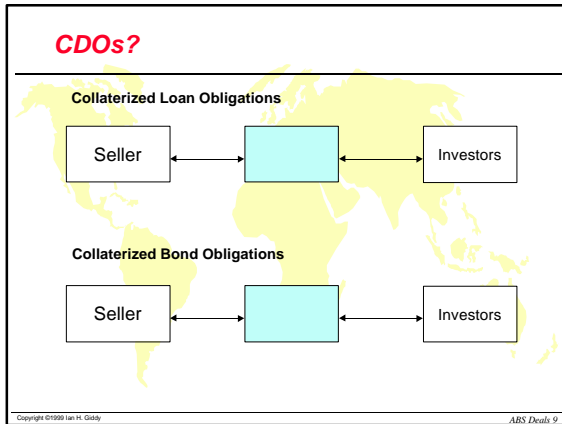 CDOs?
Collaterized Loan Obligations
Seller
Investors
Collaterized Bond Obligations
Seller
Investors
Copyright ©1999 Ian H. Giddy
ABS Deals 9